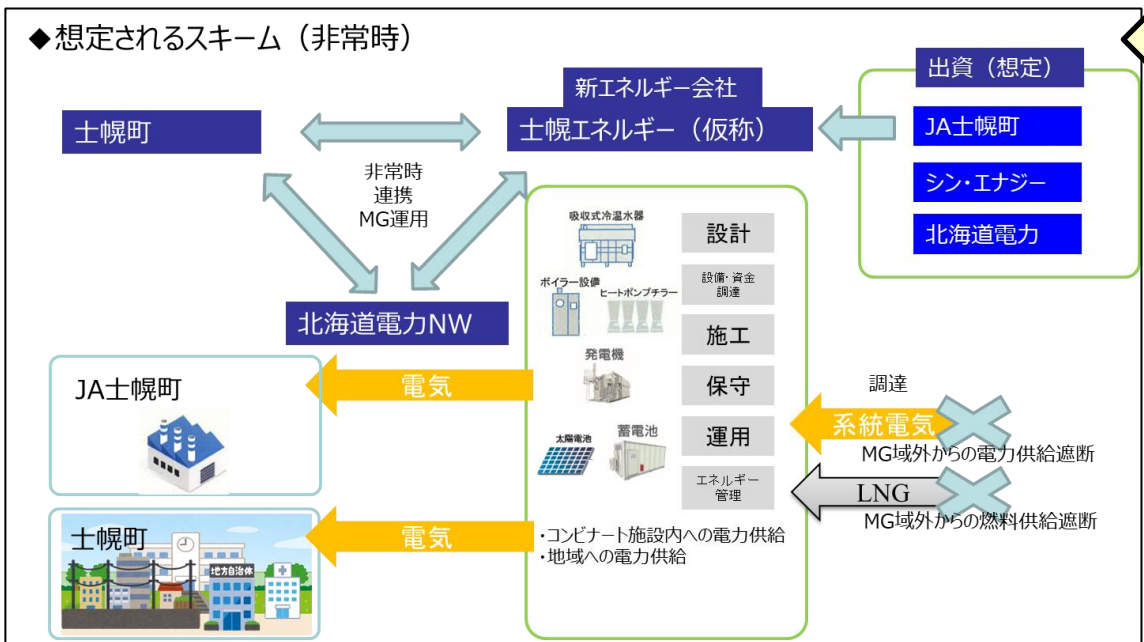 ◆想定されるスキーム（非常時）
出資（想定）
JA士幌町
シン・エナジー
北海道電力
新エネルギー会社
士幌エネルギー（仮称）
士幌町
非常時
連携
MG運用
北海道電力NW
吸収式冷温水器
ボイラー設備
ヒートポンプチラー
発電機
太陽電池
蓄電池
設計
設備・資金
調達
施工
保守
運用
エネルギー
管理
・コンビナート施設内への電力供給
・地域への電力供給
調達
系統電気
MG域外からの電力供給遮断
LNG
MG域外からの燃料供給遮断
電気
JA士幌町
電気
士幌町
地方自治体